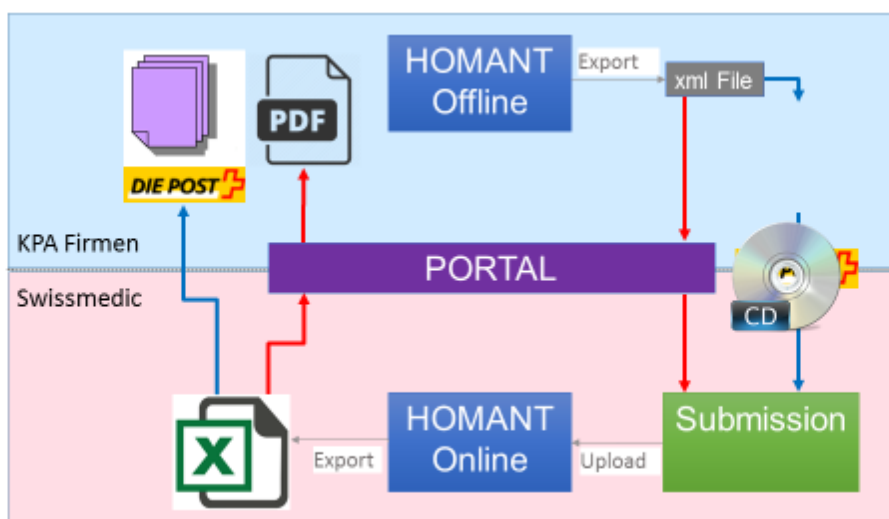 HOMANT
Offline
Export
xml File
PDF
DIE POST
KPA Firmen
PORTAL
Swissmedic
CD
X
HOMANT
Online
Export
Upload
Submission